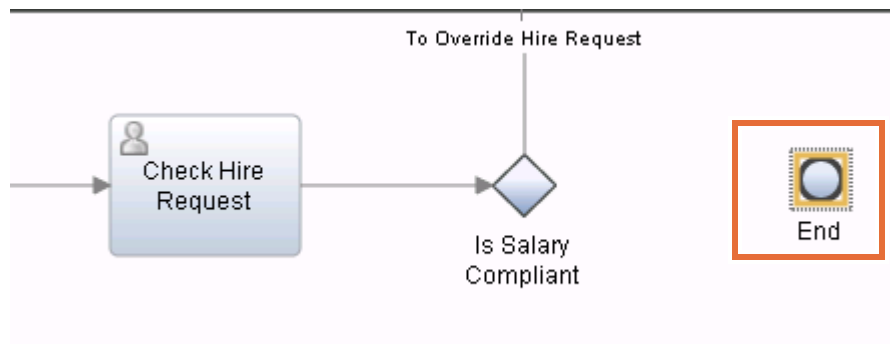 To Override Hire Request
Check Hire
Request
Is Salary
Compliant
End